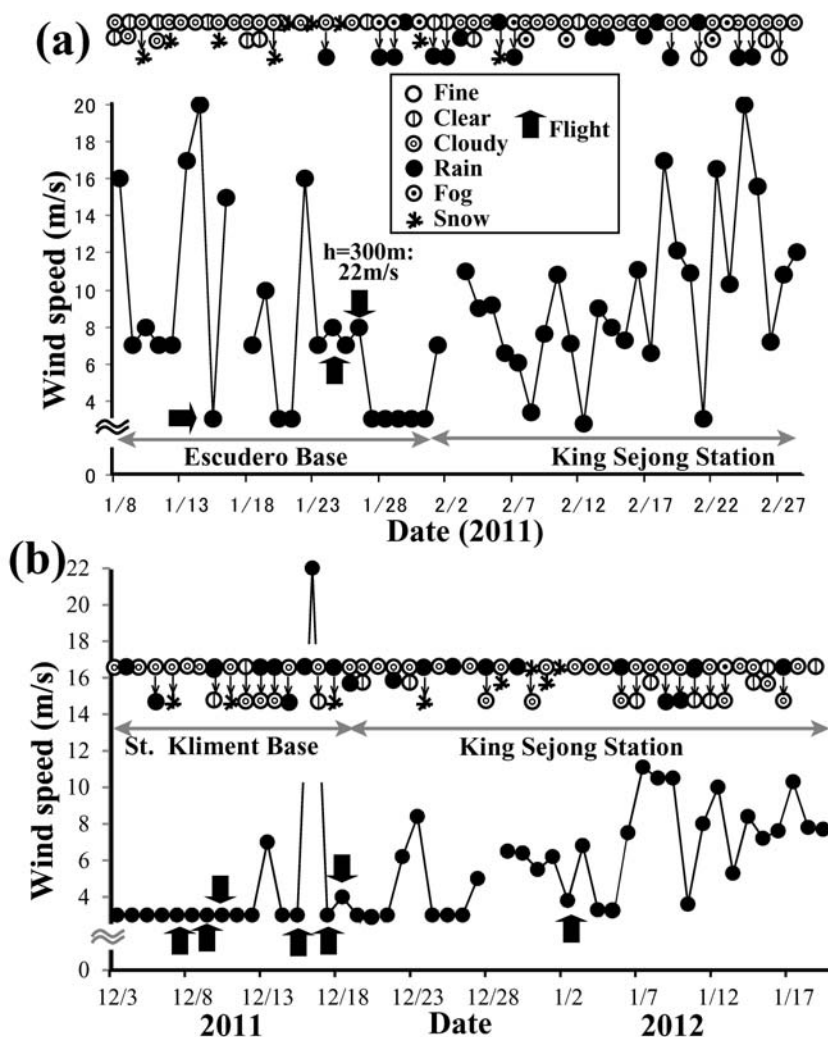 (a)
Fine
Clear
Cloudy
Rain
Fog
Snow
Flight
Wind speed (m/s)
20
18
16
14
12
10
8
6
4
0
h=300m:
22m/s
Escudero Base
King Sejong Station
1/8
1/13
1/18
1/23
1/28
2/2
2/7
2/12
2/17
2/22
2/27
Date (2011)
(b)
Wind speed (m/s)
22
20
18
16
14
12
10
8
6
4
0
St. Kliment Base
King Sejong Station
12/3
12/8
12/13
12/18
12/23
12/28
1/2
1/7
1/12
1/17
2011
Date
2012